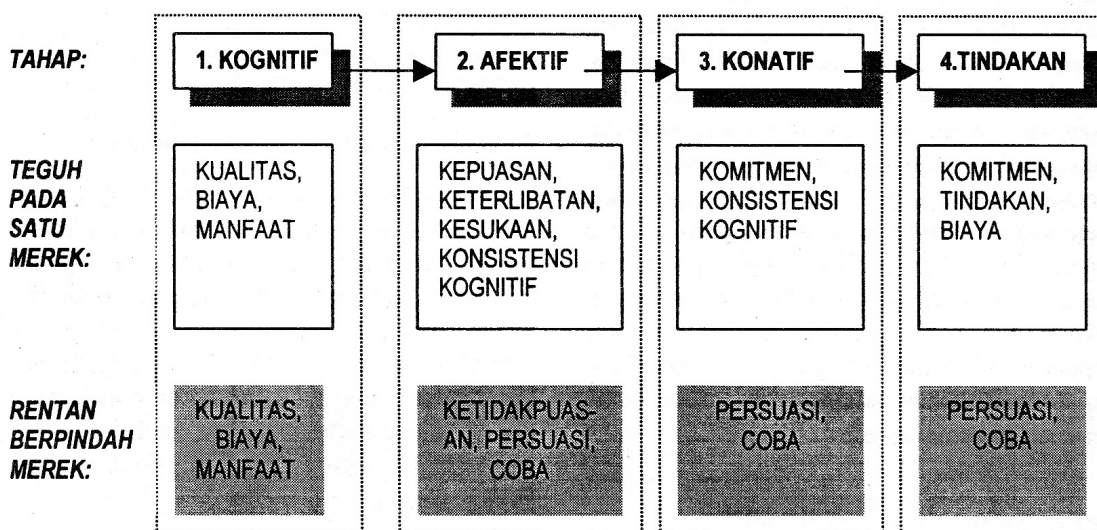 TAHAP:
1. KOGNITIF
2. AFEKTIF
3. KONATIF
4.TINDAKAN
TEGUH
PADA
SATU
MEREK:
KUALITAS,
BIAYA,
MANFAAT
KEPUASAN,
KETERLIBATAN,
KESUKAAN,
KONSISTENSI
KOGNITIF
KOMITMEN,
KONSISTENSI
KOGNITIF
KOMITMEN,
TINDAKAN,
BIAYA
RENTAN
BERPINDAH
MEREK:
KUALITAS,
BIAYA,
MANFAAT
KETIDAKPUAS-
AN, PERSUASI,
COBA
PERSUASI,
COBA
PERSUASI,
COBA